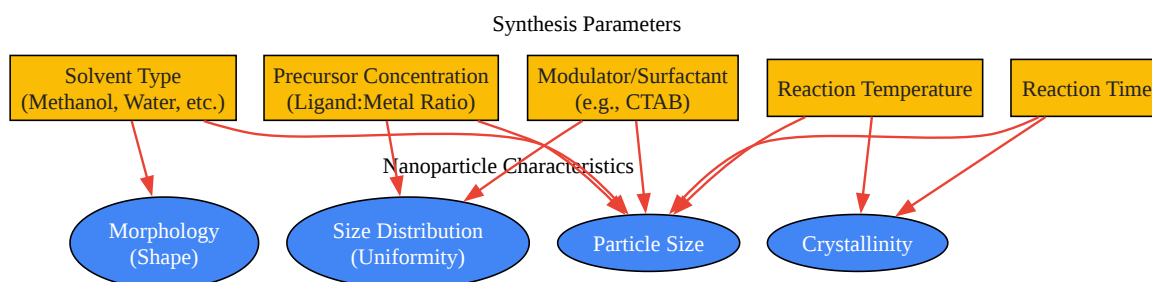 Synthesis Parameters
Solvent Type
(Methanol, Water, etc.)
Precursor Concentration
(Ligand:Metal Ratio)
Modulator/Surfactant
(e.g., CTAB)
Reaction Temperature
Reaction Time
Nanoparticle Characteristics
Morphology
(Shape)
Size Distribution
(Uniformity)
Particle Size
Crystallinity